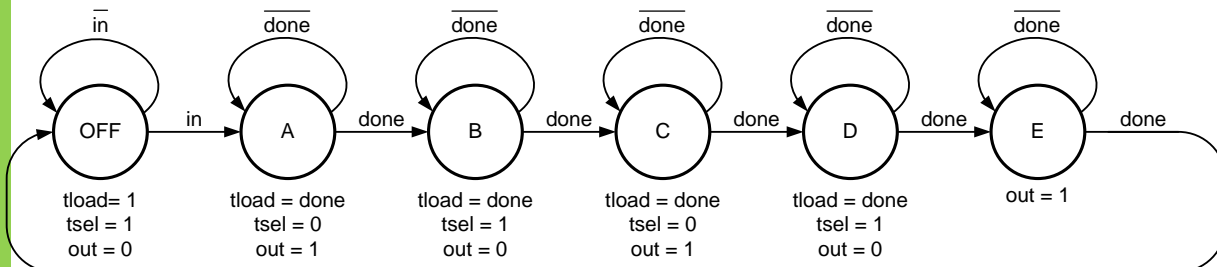 in
done
done
done
done
done
OFF
in
A
done
B
done
C
done
D
done
E
done
tload= 1
tsel = 1
out = 0
tload = done
tsel = 0
out = 1
tload = done
tsel = 1
out = 0
tload = done
tsel = 0
out = 1
tload = done
tsel = 1
out = 0
out = 1